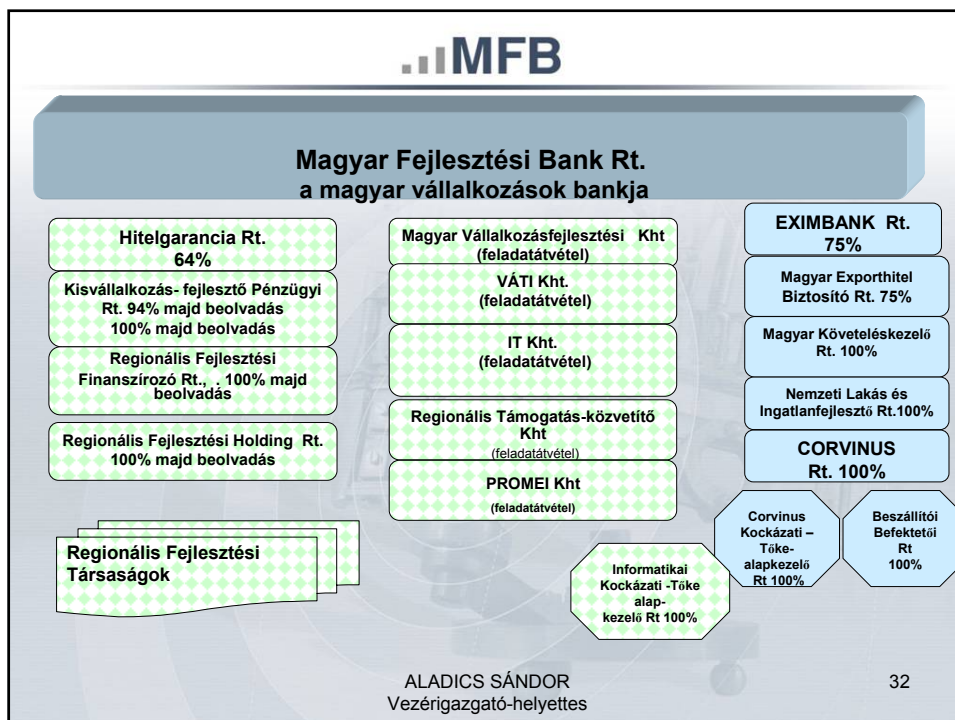 MFB
Magyar Fejlesztési Bank Rt.
a magyar vállalkozások bankja
Hitelgarancia Rt.
64%
Kisvállalkozás- fejlesztő Pénzügyi
Rt. 94% majd beolvadás
100% majd beolvadás
Regionális Fejlesztési
Finanszírozó Rt., . 100% majd
beolvadás
Regionális Fejlesztési Holding Rt.
100% majd beolvadás
Regionális Fejlesztési
Társaságok
Magyar Vállalkozásfejlesztési Kht
(feladatátvétel)
VÁTI Kht.
(feladatátvétel)
IT Kht.
(feladatátvétel)
Regionális Támogatás-közvetítő
Kht
(feladatátvétel)
PROMEI Kht
(feladatátvétel)
Informatikai
Kockázati -Tőke
alap-
kezelő Rt 100%
EXIMBANK Rt.
75%
Magyar Exporthitel
Biztosító Rt. 75%
Magyar Követeléskezelő
Rt. 100%
Nemzeti Lakás és
Ingatlanfejlesztő Rt.100%
CORVINUS
Rt. 100%
Corvinus
Kockázati –
Tőke-
alapkezelő
Rt 100%
Beszállítói
Befektetői
Rt
100%
ALADICS SÁNDOR
Vezérigazgató-helyettes
32